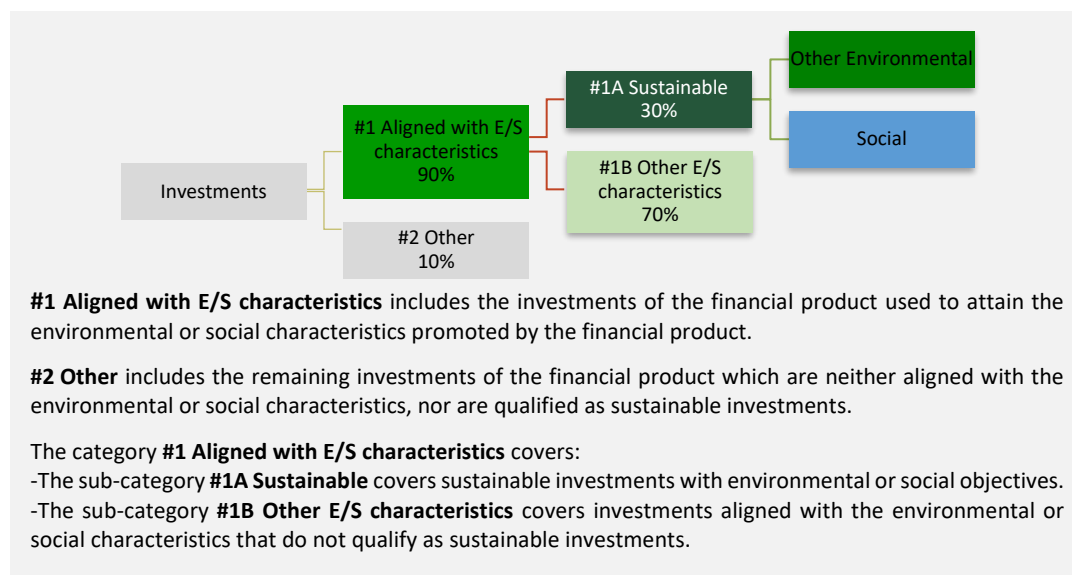 Other Environmental
#1A Sustainable
30%
#1 Aligned with E/S
characteristics
90%
Social
#1B Other E/S
characteristics
70%
Investments
#2 Other
10%
#1 Aligned with E/S characteristics includes the investments of the financial product used to attain the
environmental or social characteristics promoted by the financial product.
#2 Other includes the remaining investments of the financial product which are neither aligned with the
environmental or social characteristics, nor are qualified as sustainable investments.
The category #1 Aligned with E/S characteristics covers:
-The sub-category #1A Sustainable covers sustainable investments with environmental or social objectives.
-The sub-category #1B Other E/S characteristics covers investments aligned with the environmental or
social characteristics that do not qualify as sustainable investments.